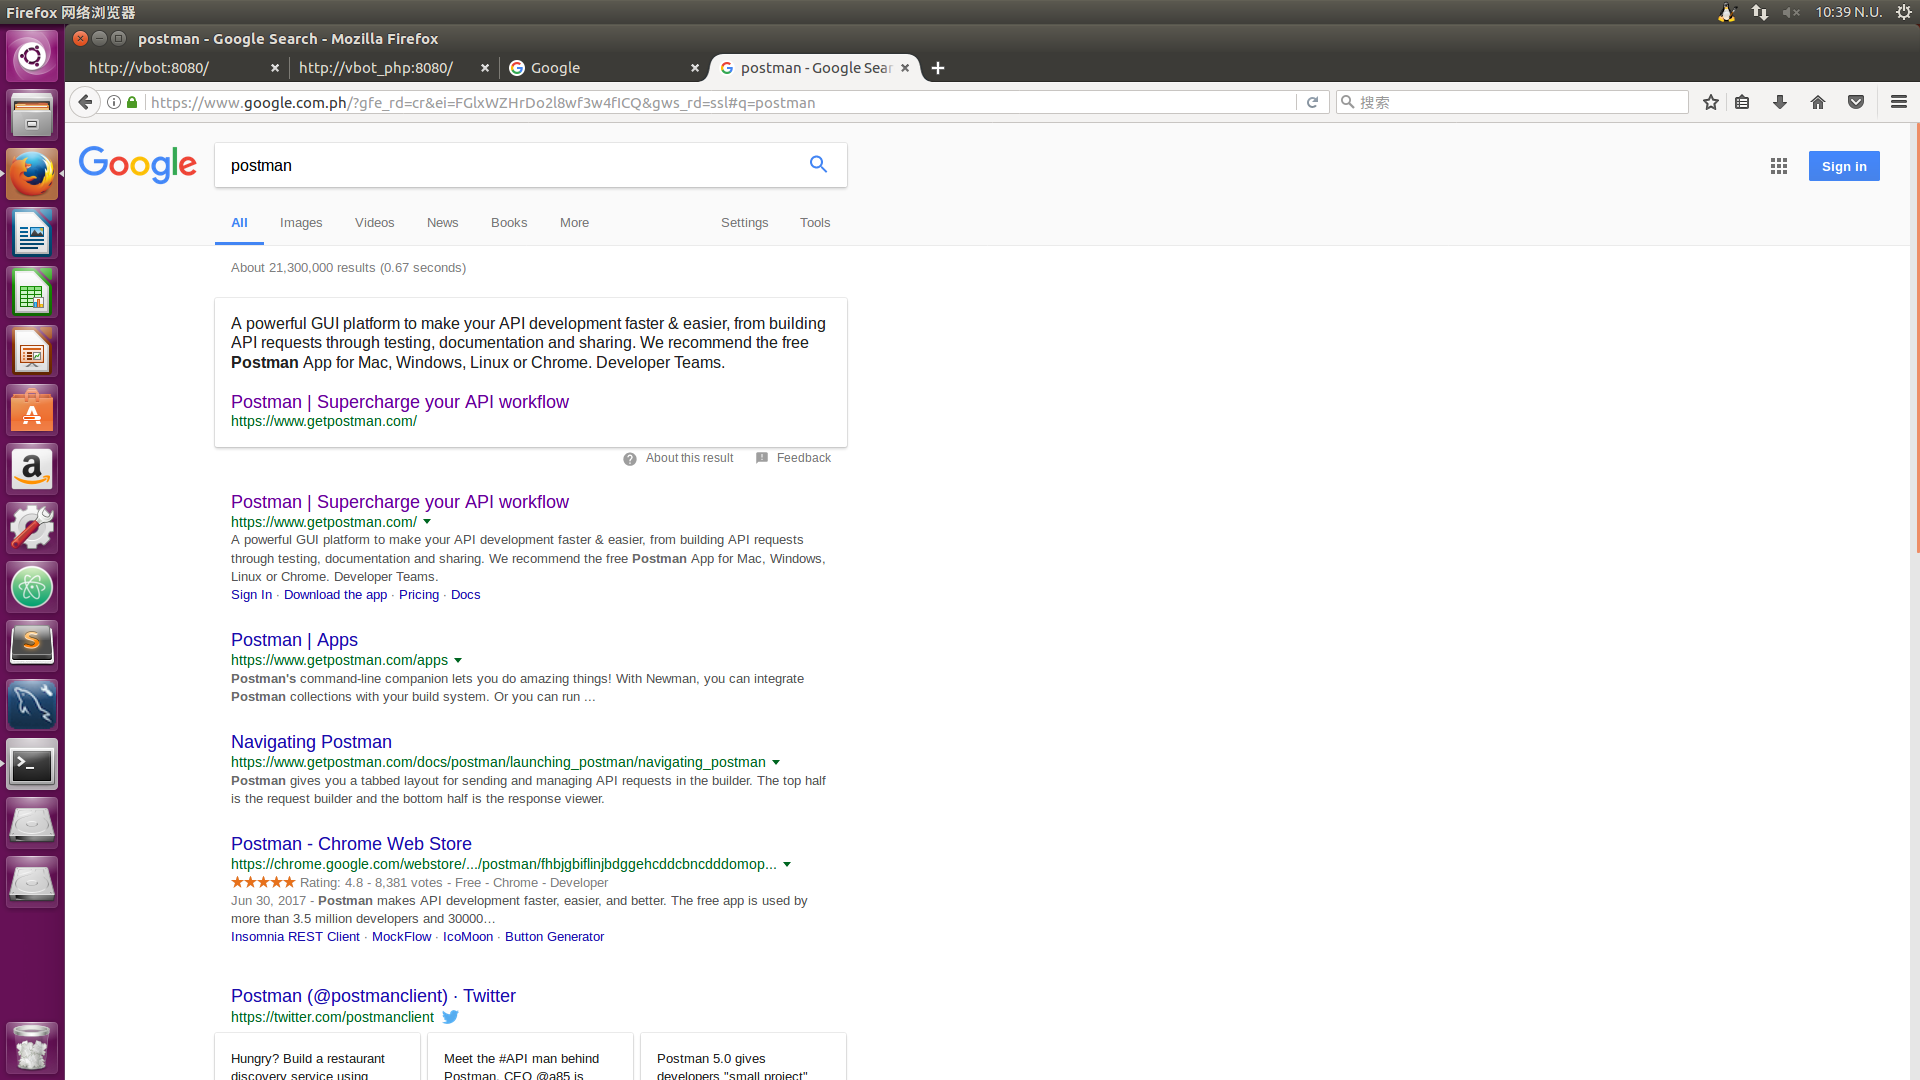 Firefox 网络浏览器
10:39 N.U.
postman - Google Search - Mozilla Firefox
http://vbot:8080/
http://vbot_php:8080/
Google
postman - Google Sear
https://www.google.com.ph/?gfe_rd=cr&ei=FGlxWZHrDo2l8wf3w4fICQ&gws_rd=ssl#q=postman
搜索
Google
postman
Sign in
All
Images
Videos
News
Books
More
Settings
Tools
About 21,300,000 results (0.67 seconds)
A powerful GUI platform to make your API development faster & easier, from building
API requests through testing, documentation and sharing. We recommend the free
Postman App for Mac, Windows, Linux or Chrome. Developer Teams.
Postman | Supercharge your API workflow
https://www.getpostman.com/
About this result
Feedback
Postman | Supercharge your API workflow
https://www.getpostman.com/
A powerful GUI platform to make your API development faster & easier, from building API requests
through testing, documentation and sharing. We recommend the free Postman App for Mac, Windows,
Linux or Chrome. Developer Teams.
Sign In · Download the app · Pricing · Docs
Postman | Apps
https://www.getpostman.com/apps
Postman's command-line companion lets you do amazing things! With Newman, you can integrate
Postman collections with your build system. Or you can run ...
Navigating Postman
https://www.getpostman.com/docs/postman/launching_postman/navigating_postman
Postman gives you a tabbed layout for sending and managing API requests in the builder. The top half
is the request builder and the bottom half is the response viewer.
Postman - Chrome Web Store
https://chrome.google.com/webstore/.../postman/fhbjgbiflinjbdggehcddcbncdddomop...
Rating: 4.8 - 8,381 votes - Free - Chrome - Developer
Jun 30, 2017 - Postman makes API development faster, easier, and better. The free app is used by
more than 3.5 million developers and 30000…
Insomnia REST Client · MockFlow · IcoMoon · Button Generator
Postman (@postmanclient) · Twitter
https://twitter.com/postmanclient
Hungry? Build a restaurant
discovery service using
Meet the #API man behind
Postman, CEO @a85 is
Postman 5.0 gives
developers "small project"